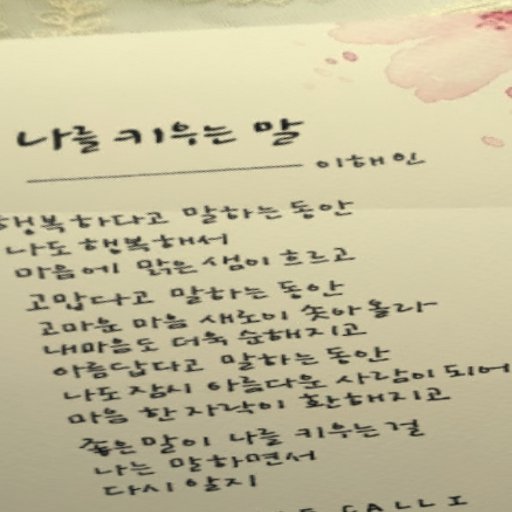 나를 키우는 말
이해인
행복하다고 말하는 동안
나도 행복해서
마음에 맑은 샘이 흐르고
고맙다고 말하는 동안
고마운 마음 새로이 솟아 올라
내마음도 더욱 순해지고
아름답다고 말하는 동안
나도 잠시 아름다운 사람이 되어
마음 한 자락이 환해지고
좋은 말이 나를 키우는 걸
나는 말하면서
다시 알지
CALLI